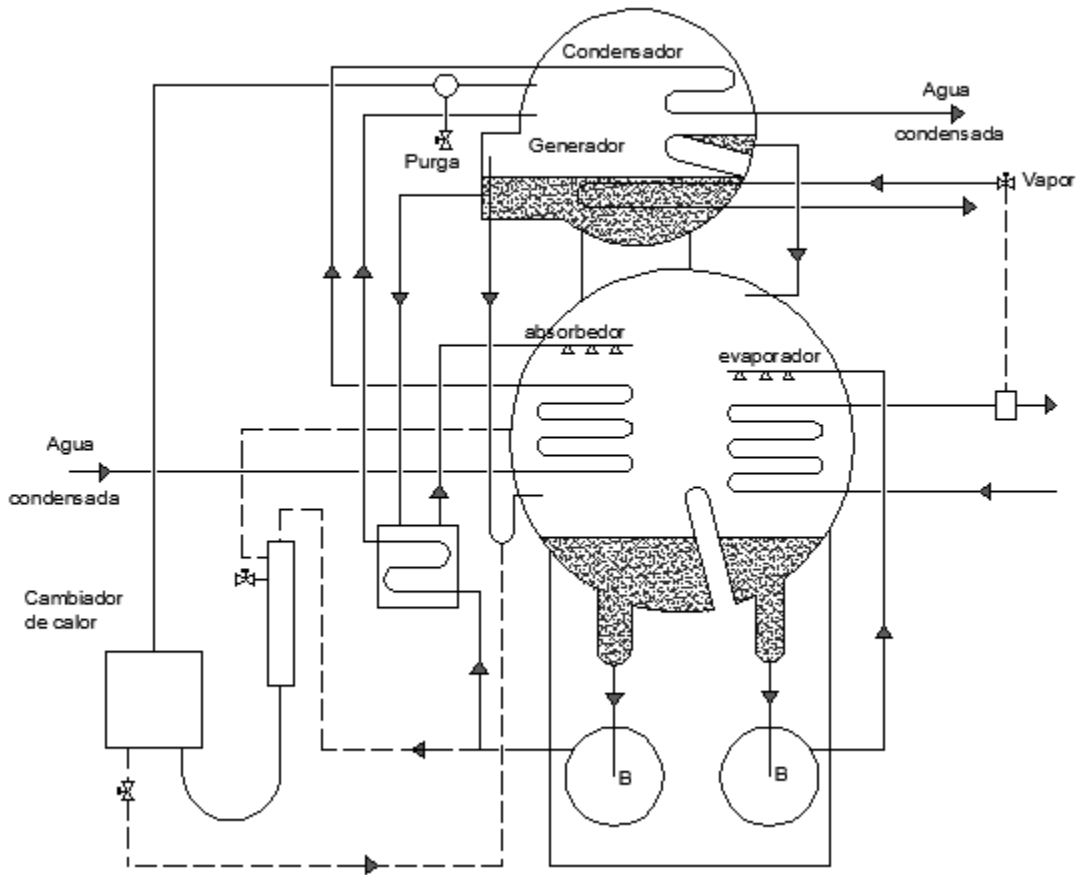 Condensador
Agua
condensada
Purga
Generador
Vapor
absorbedor
evaporador
Agua
condensada
Cambiador
de calor
B
B